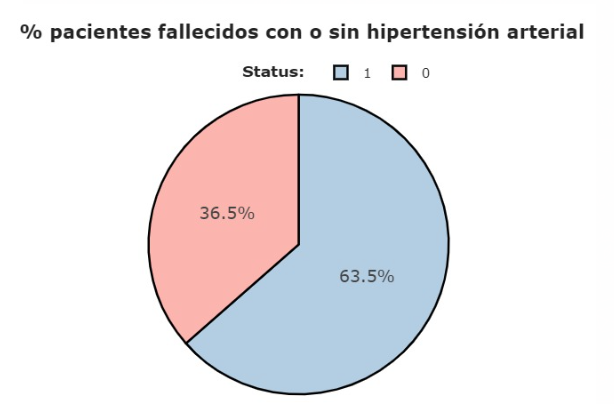 % pacientes fallecidos con o sin hipertensión arterial
Status: 1 0
36.5%
63.5%